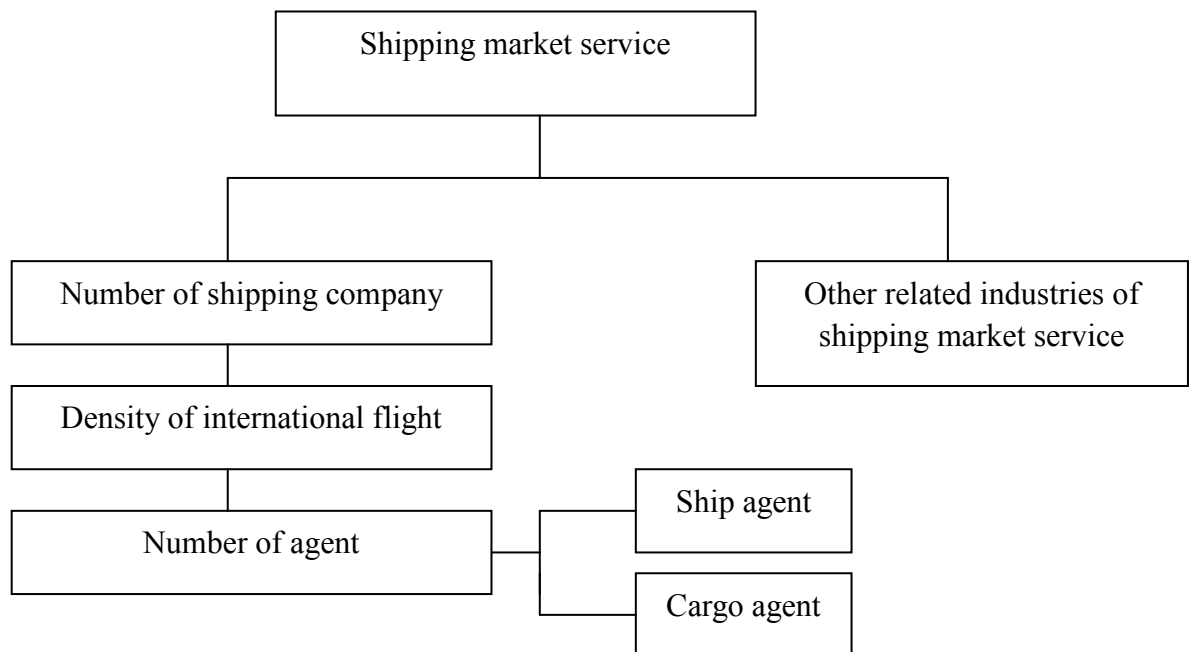 Shipping market service
Number of shipping company
Other related industries of
shipping market service
Density of international flight
Number of agent
Ship agent
Cargo agent